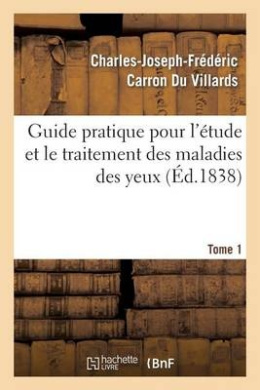 Charles-Joseph-Frédéric
Carron Du Villards
Guide pratique pour l'étude
et le traitement des maladies
des yeux (Éd.1838)
Tome 1
hachette
LIVRE
{BnF